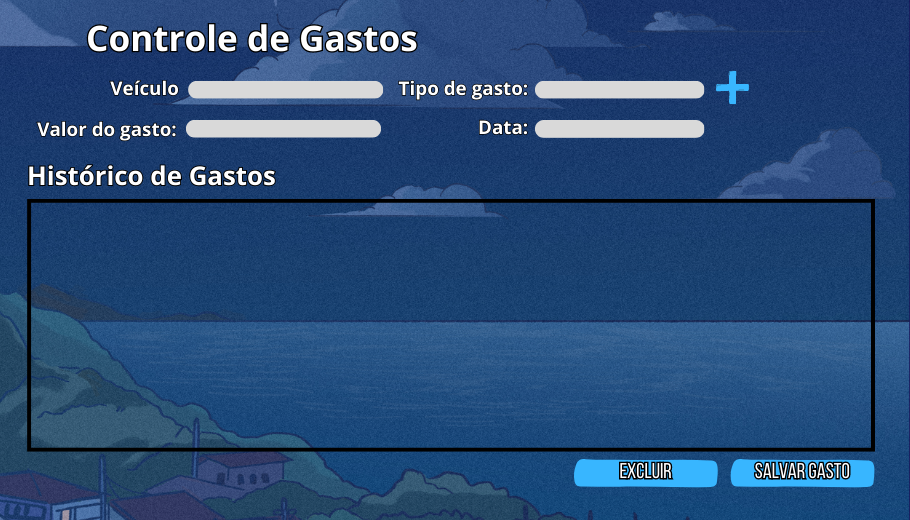 Controle de Gastos
Veículo
Tipo de gasto:
Valor do gasto:
Data:
Histórico de Gastos
EXCLUIR
SALVAR GASTO